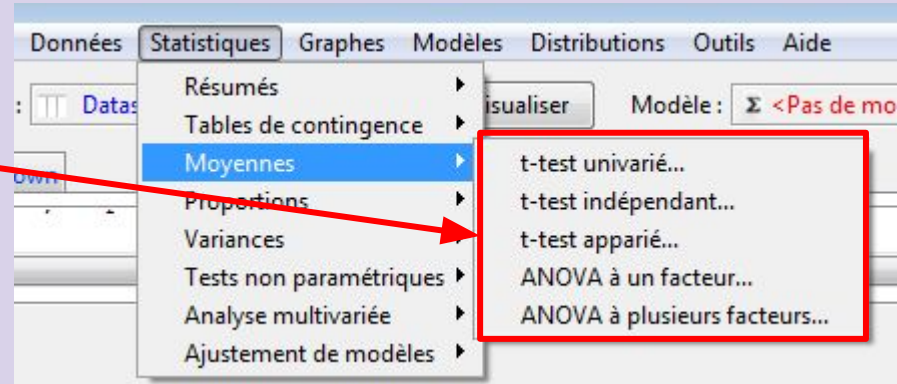 Données Statistiques Graphes Modèles Distributions Outils Aide
: Datas isualiser Modèle : Σ <Pas de mo
Résumés
Tables de contingence
Moyennes
Proportions
Variances
Tests non paramétriques
Analyse multivariée
Ajustement de modèles
own
t-test univarié...
t-test indépendant...
t-test apparié...
ANOVA à un facteur...
ANOVA à plusieurs facteurs...